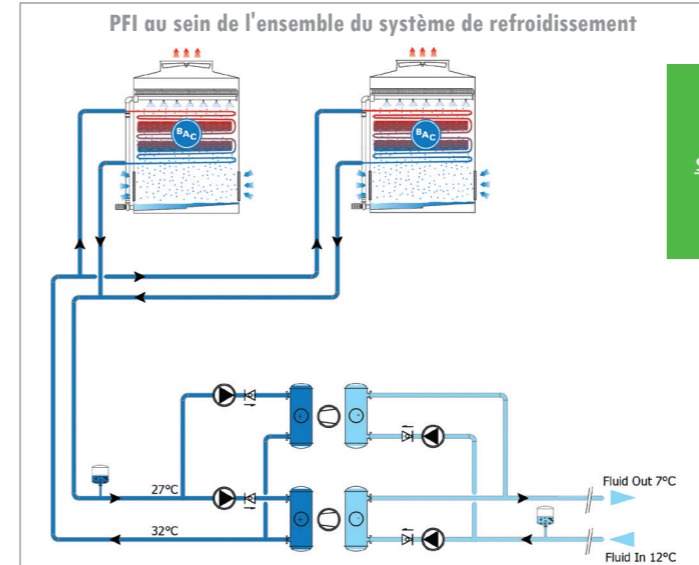 PFI au sein de l'ensemble du système de refroidissement
BAC
BAC
27°C
32°C
Fluid Out 7°C
Fluid In 12°C